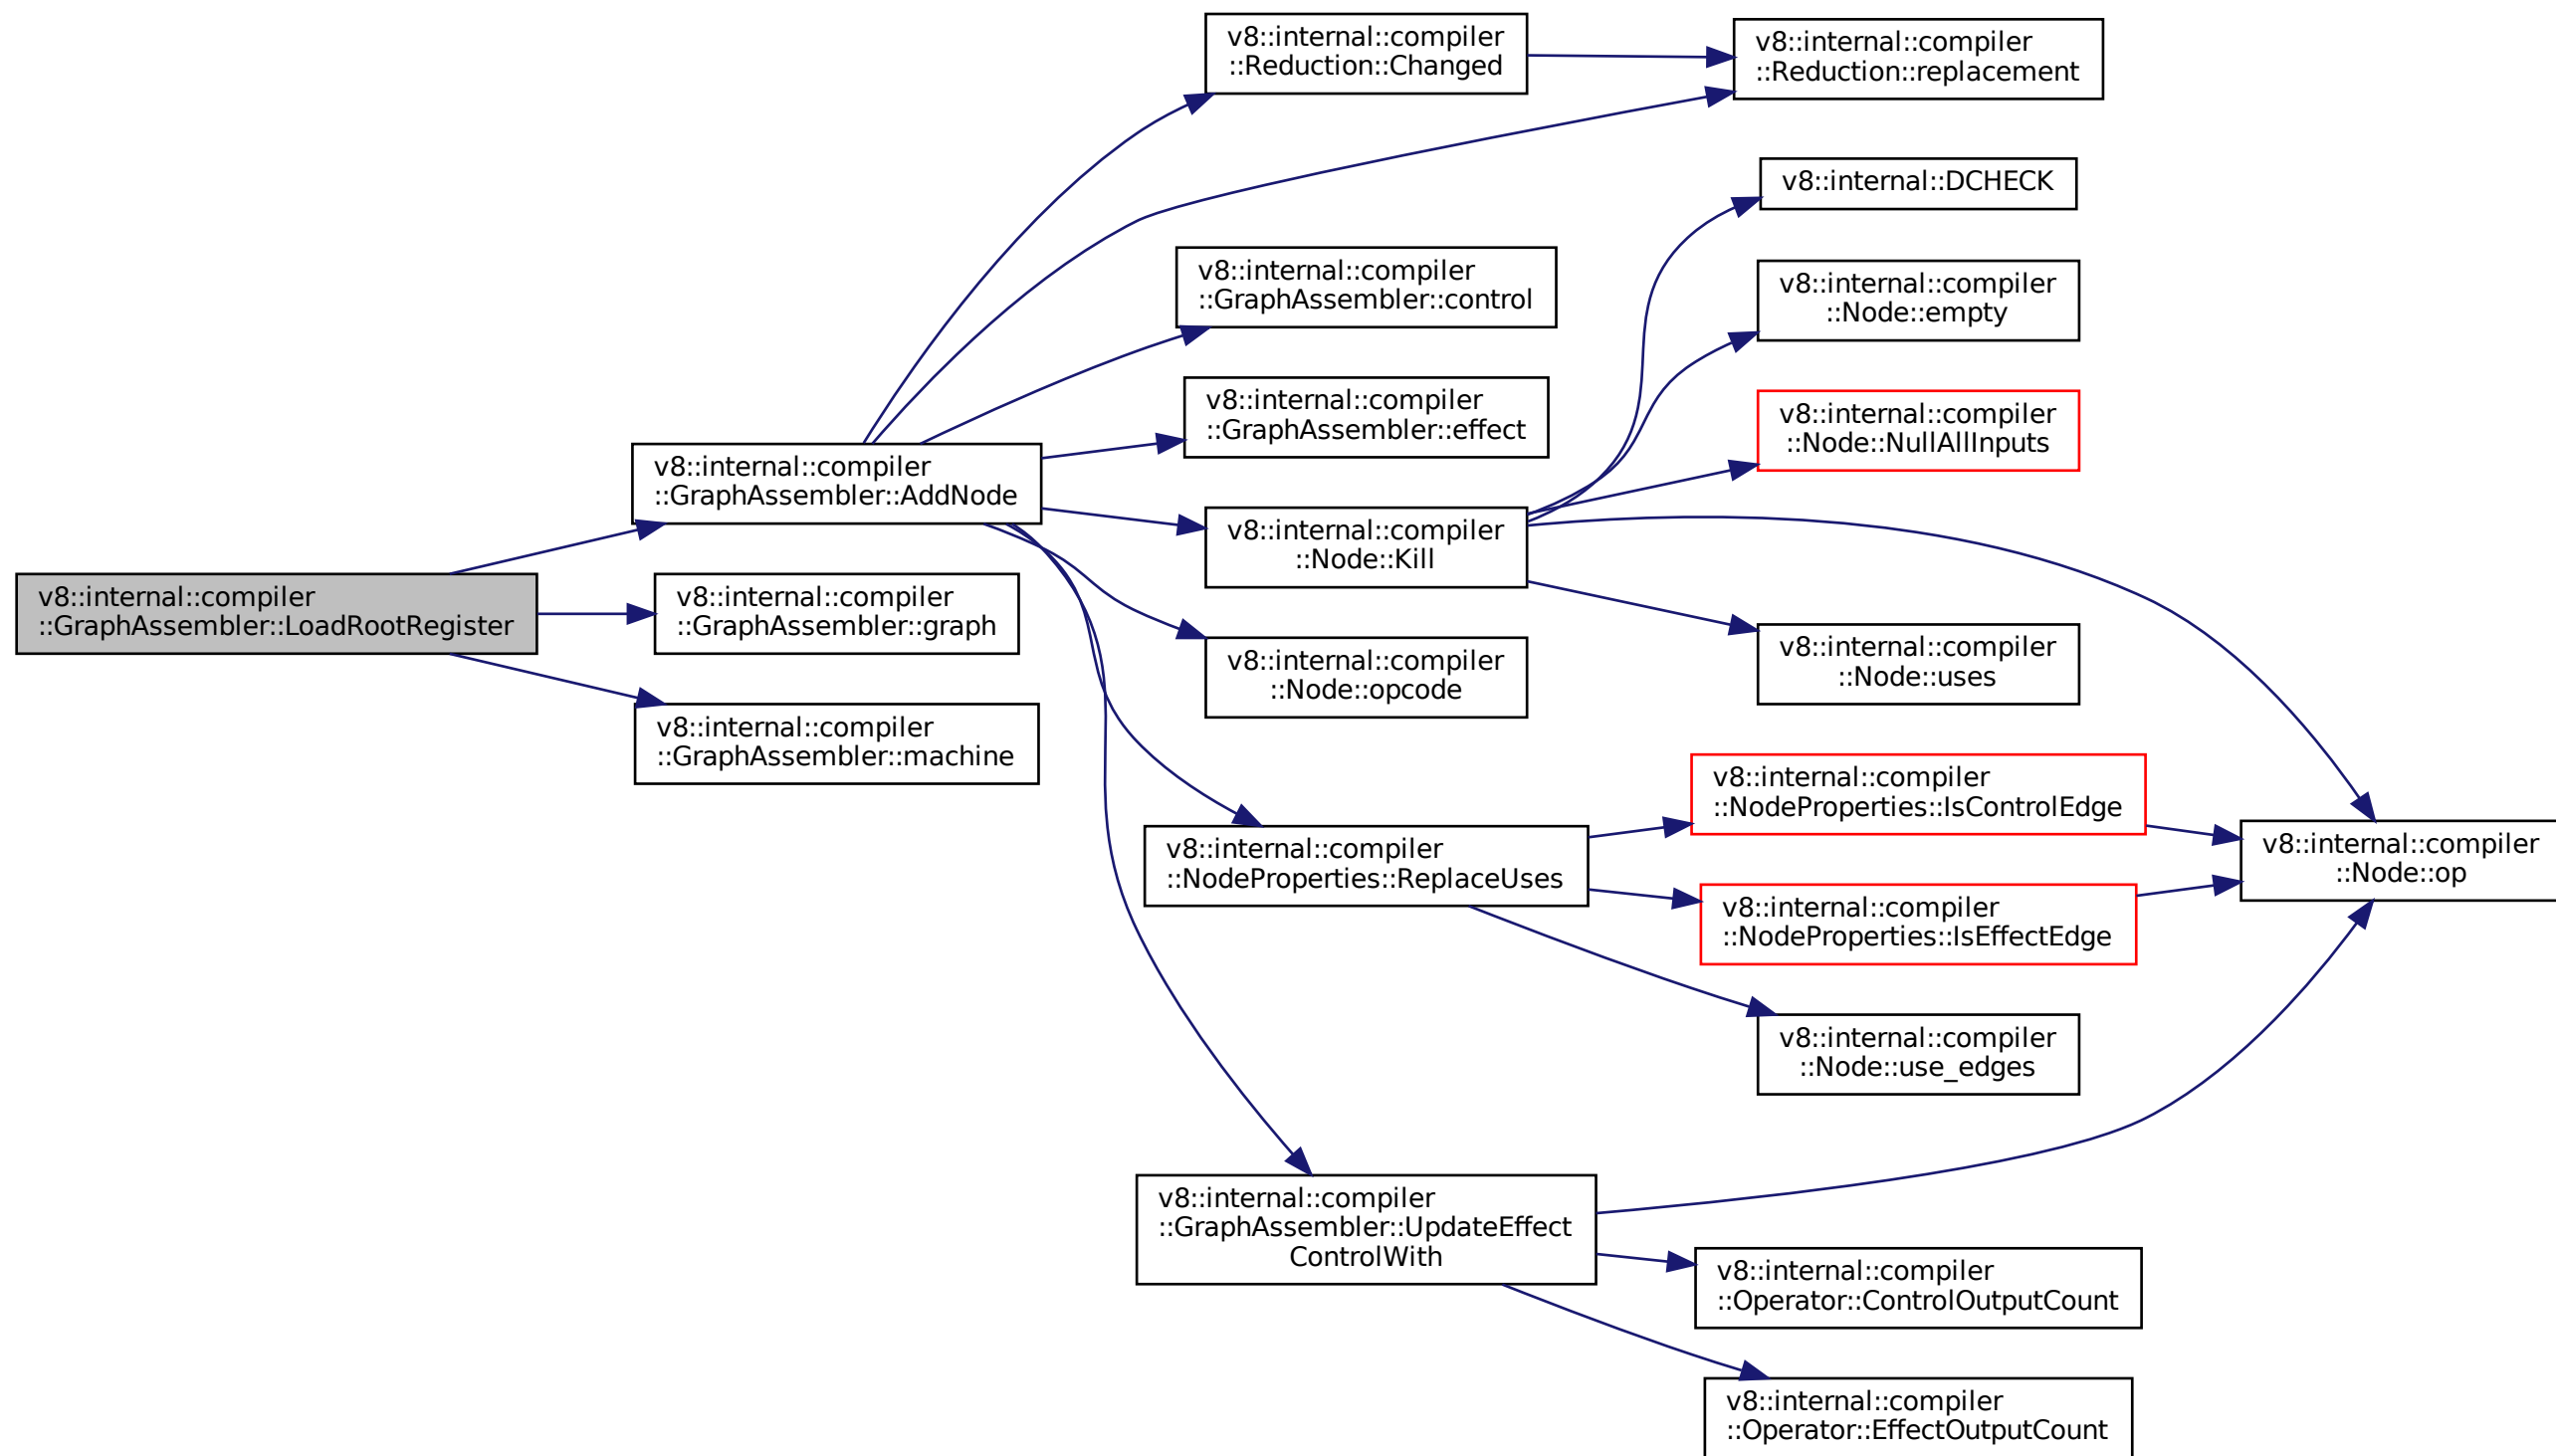 v8::internal::compiler
::GraphAssembler::LoadRootRegister
v8::internal::compiler
::GraphAssembler::AddNode
v8::internal::compiler
::GraphAssembler::graph
v8::internal::compiler
::GraphAssembler::machine
v8::internal::compiler
::Reduction::Changed
v8::internal::compiler
::GraphAssembler::control
v8::internal::compiler
::GraphAssembler::effect
v8::internal::compiler
::Node::Kill
v8::internal::compiler
::Node::opcode
v8::internal::compiler
::NodeProperties::ReplaceUses
v8::internal::compiler
::GraphAssembler::UpdateEffect
ControlWith
v8::internal::compiler
::Reduction::replacement
v8::internal::DCHECK
v8::internal::compiler
::Node::empty
v8::internal::compiler
::Node::NullAllInputs
v8::internal::compiler
::Node::uses
v8::internal::compiler
::NodeProperties::IsControlEdge
v8::internal::compiler
::NodeProperties::IsEffectEdge
v8::internal::compiler
::Node::use_edges
v8::internal::compiler
::Operator::ControlOutputCount
v8::internal::compiler
::Operator::EffectOutputCount
v8::internal::compiler
::Node::op